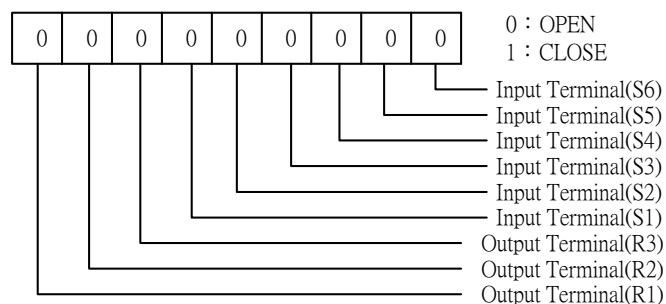 0 0 0 0 0 0 0 0 0
0：OPEN
1：CLOSE
Input Terminal(S6)
Input Terminal(S5)
Input Terminal(S4)
Input Terminal(S3)
Input Terminal(S2)
Input Terminal(S1)
Output Terminal(R3)
Output Terminal(R2)
Output Terminal(R1)